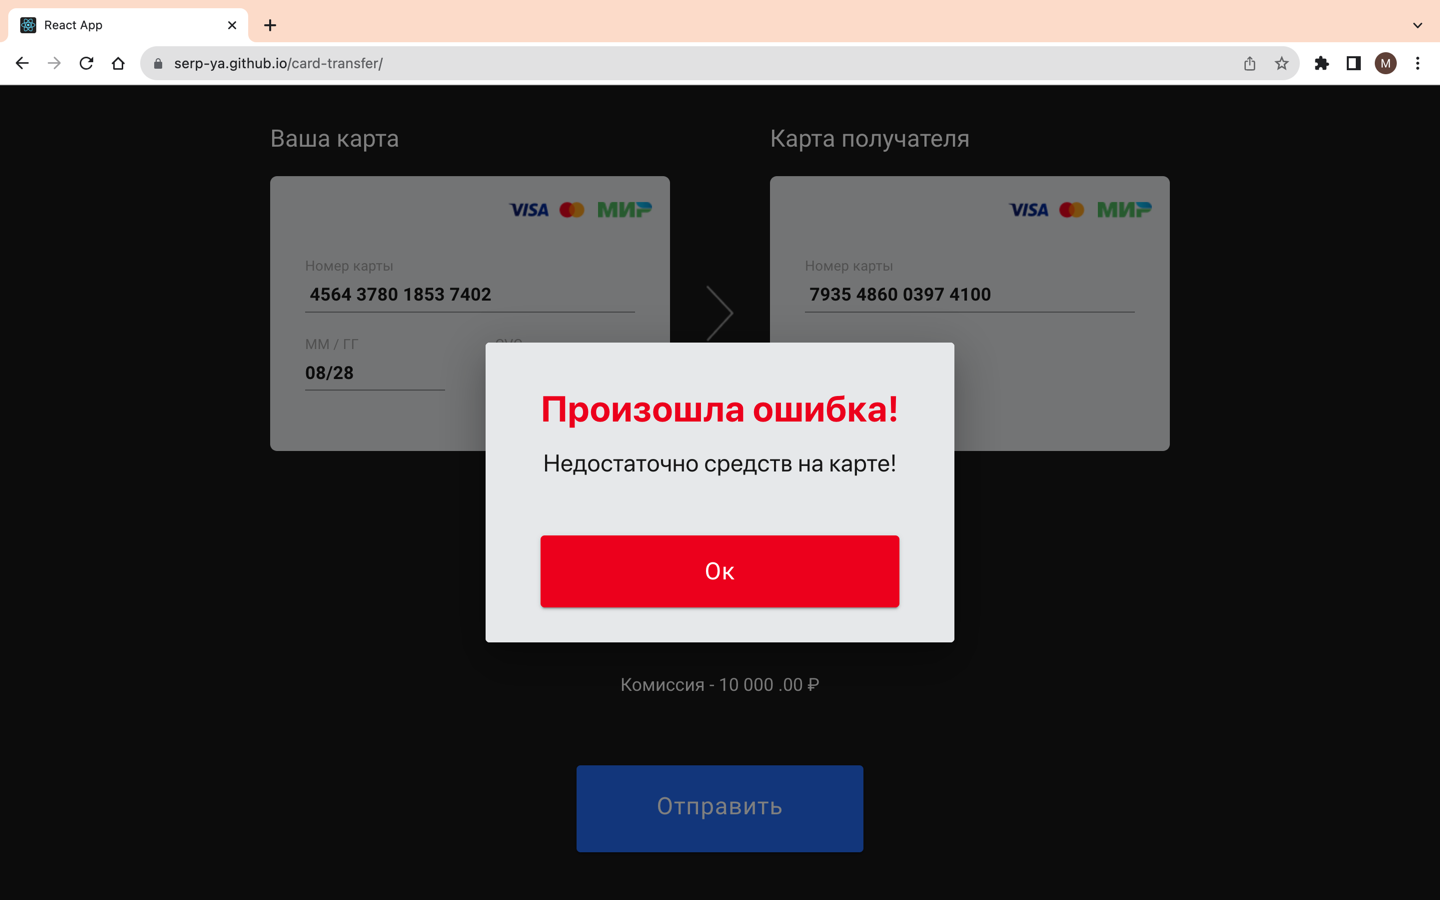 React App
serp-ya.github.io/card-transfer/
M
Ваша карта
Карта получателя
VISA МИР
VISA МИР
Номер карты
4564 3780 1853 7402
Номер карты
7935 4860 0397 4100
ММ / ГГ
08/28
Произошла ошибка!
Недостаточно средств на карте!
Ок
Комиссия - 10 000 .00 ₽
Отправить